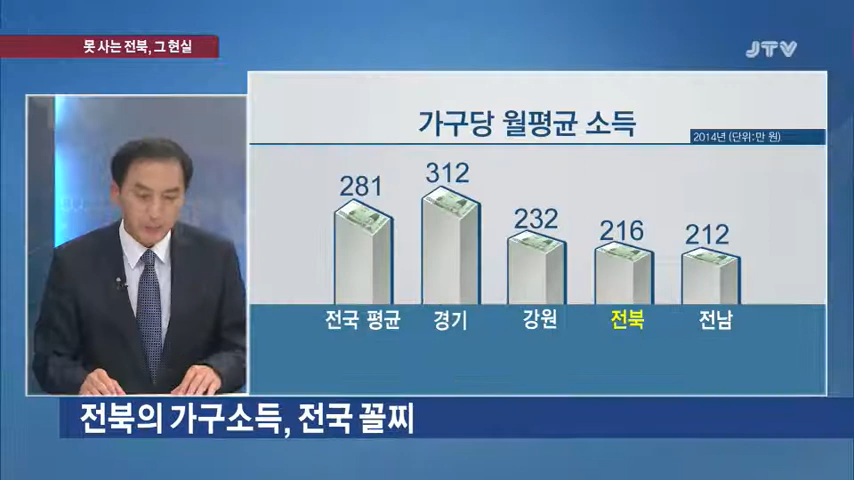 못 사는 전북, 그 현실
JTV
가구당 월평균 소득
2014년 (단위:만 원)
281
312
232
216
212
전국 평균
경기
강원
전북
전남
전북의 가구소득, 전국 꼴찌